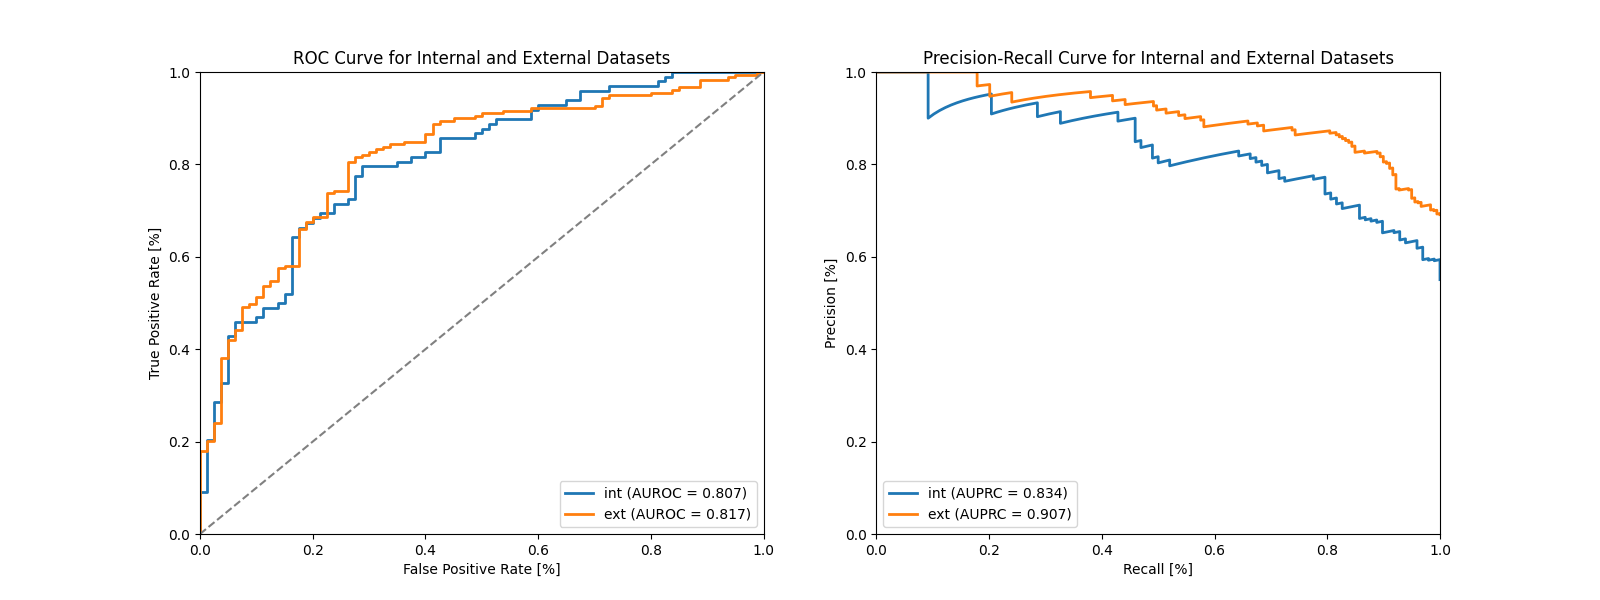 ROC Curve for Internal and External Datasets
1.0
0.8
0.6
0.4
0.2
0.0
True Positive Rate [%]
int (AUROC = 0.807)
ext (AUROC = 0.817)
0.0 0.2 0.4 0.6 0.8 1.0
False Positive Rate [%]
Precision-Recall Curve for Internal and External Datasets
1.0
0.8
0.6
0.4
0.2
0.0
Precision [%]
int (AUPRC = 0.834)
ext (AUPRC = 0.907)
0.0 0.2 0.4 0.6 0.8 1.0
Recall [%]